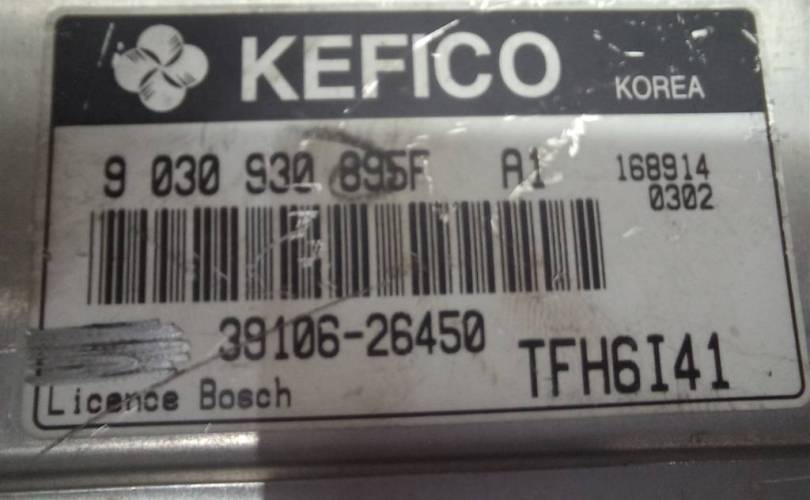 KEFICO KOREA
9 030 930 895F A1 168914
0302
39106-26450
TFH6I41
Licence Bosch